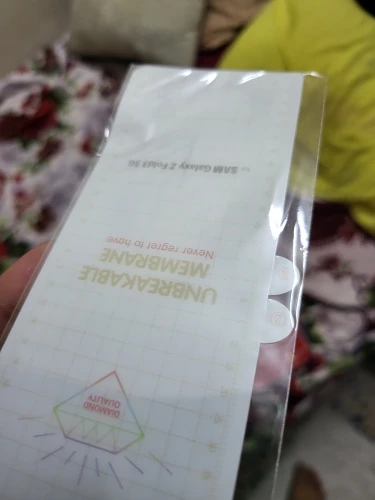 DIAMOND
QUALITY
UNBREAKABLE
MEMBRANE
Never regret to have
SAM Galaxy Z Fold3 5G